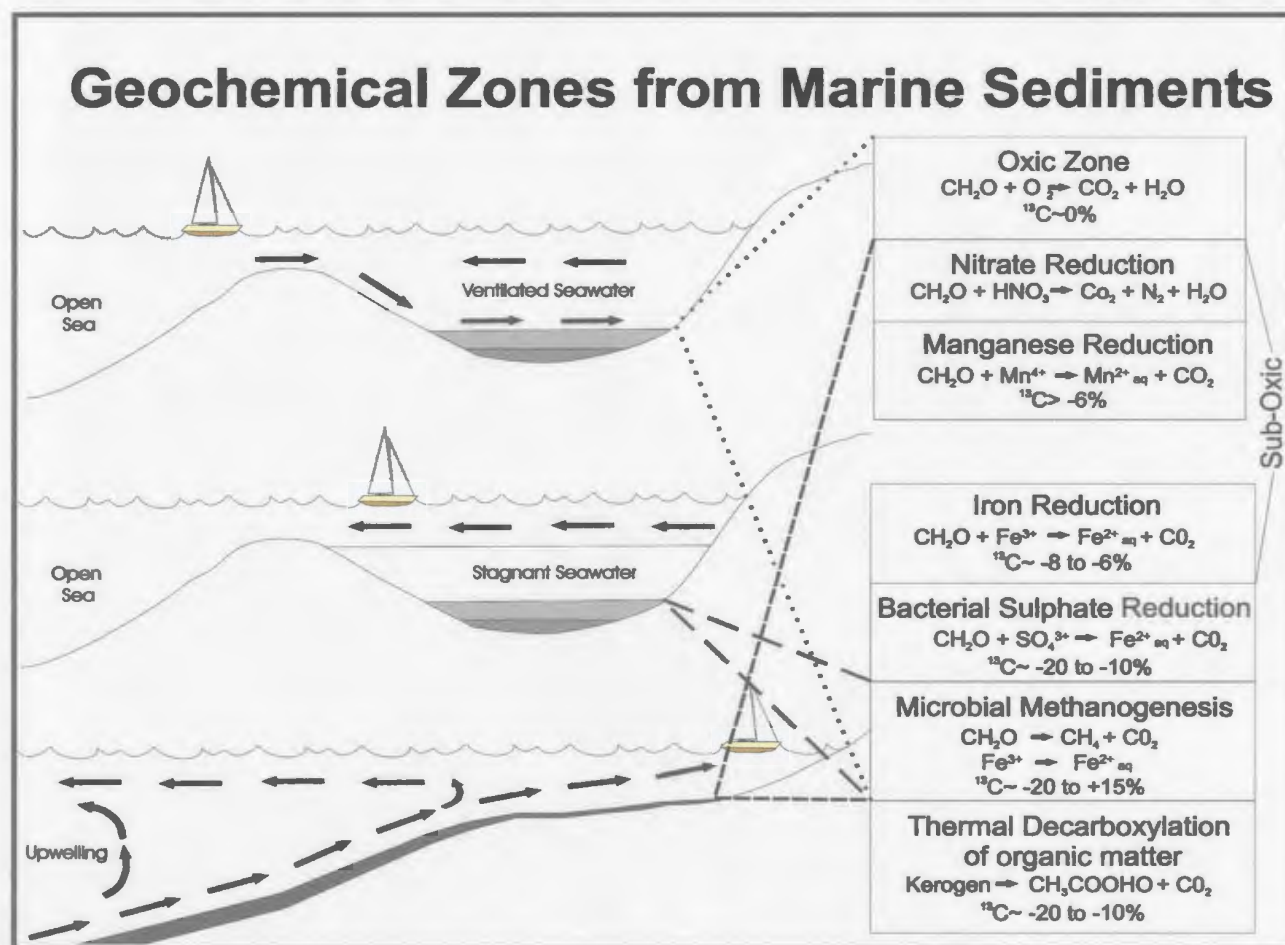 Geochemical Zones from Marine Sediments
Oxic Zone
CH₂O + O₂ → CO₂ + H₂O
¹³C~0%
Nitrate Reduction
CH₂O + HNO₃ → Co₂ + N₂ + H₂O
Manganese Reduction
CH₂O + Mn⁴⁺ → Mn²⁺ aq + CO₂
¹³C> -6%
Sub-Oxic
Open
Sea
Ventilated Seawater
Iron Reduction
CH₂O + Fe³⁺ → Fe²⁺ aq + C0₂
¹³C~ -8 to -6%
Bacterial Sulphate Reduction
CH₂O + SO₄³⁺ → Fe²⁺ aq + C0₂
¹³C~ -20 to -10%
Open
Sea
Stagnant Seawater
Microbial Methanogenesis
CH₂O → CH₄ + C0₂
Fe³⁺ → Fe²⁺ aq
¹³C~ -20 to +15%
Thermal Decarboxylation
of organic matter
Kerogen → CH₃COOHO + C0₂
¹³C~ -20 to -10%
Upwelling